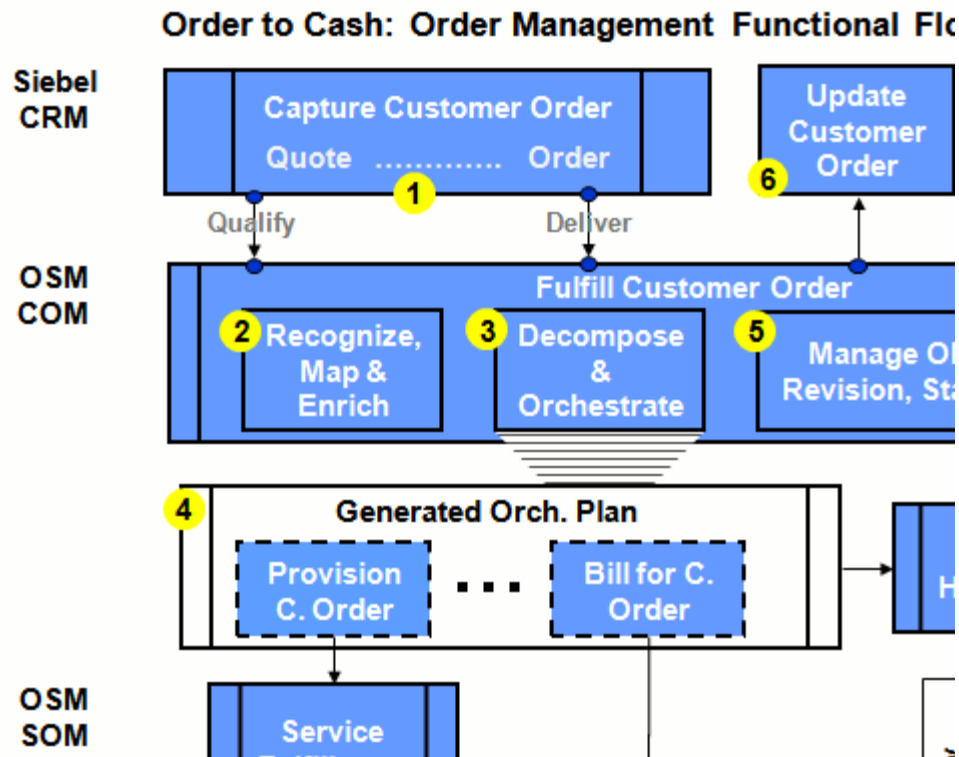 Order to Cash: Order Management Functional
Siebel
CRM
Capture Customer Order
Quote ............. Order
1
Update
Customer
Order
6
Qualify
Deliver
OSM
COM
Fulfill Customer Order
2
Recognize,
Map &
Enrich
3
Decompose
&
Orchestrate
5
Manage
Revision,
4
Generated Orch. Plan
Provision
C. Order
...
Bill for C.
Order
H
OSM
SOM
Service